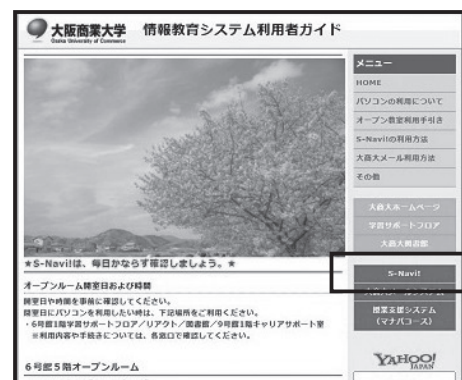 大阪商業大学 情報教育システム利用者ガイド
Osaka University of Commerce
メニュー
HOME
パソコンの利用について
オープン教室利用手引き
S-Navi!の利用方法
大商大メール利用方法
その他
大商大ホームページ
学習サポートフロア
大商大図書館
S-Navi!
大商大メールシステム
授業支援システム
(マナバコース)
YAHOO!
JAPAN
★S-Navi!は、毎日かならず確認しましょう。★
オープンルーム開室日および時間
開室日や時間を事前に確認してください。
開室日にパソコンを利用したい時は、下記場所をご利用ください。
・6号館1階学習サポートフロア/リアクト/図書館/9号館1階キャリアサポート室
※利用内容や手続きについては、各窓口で確認してください。
6号館5階オープンルーム